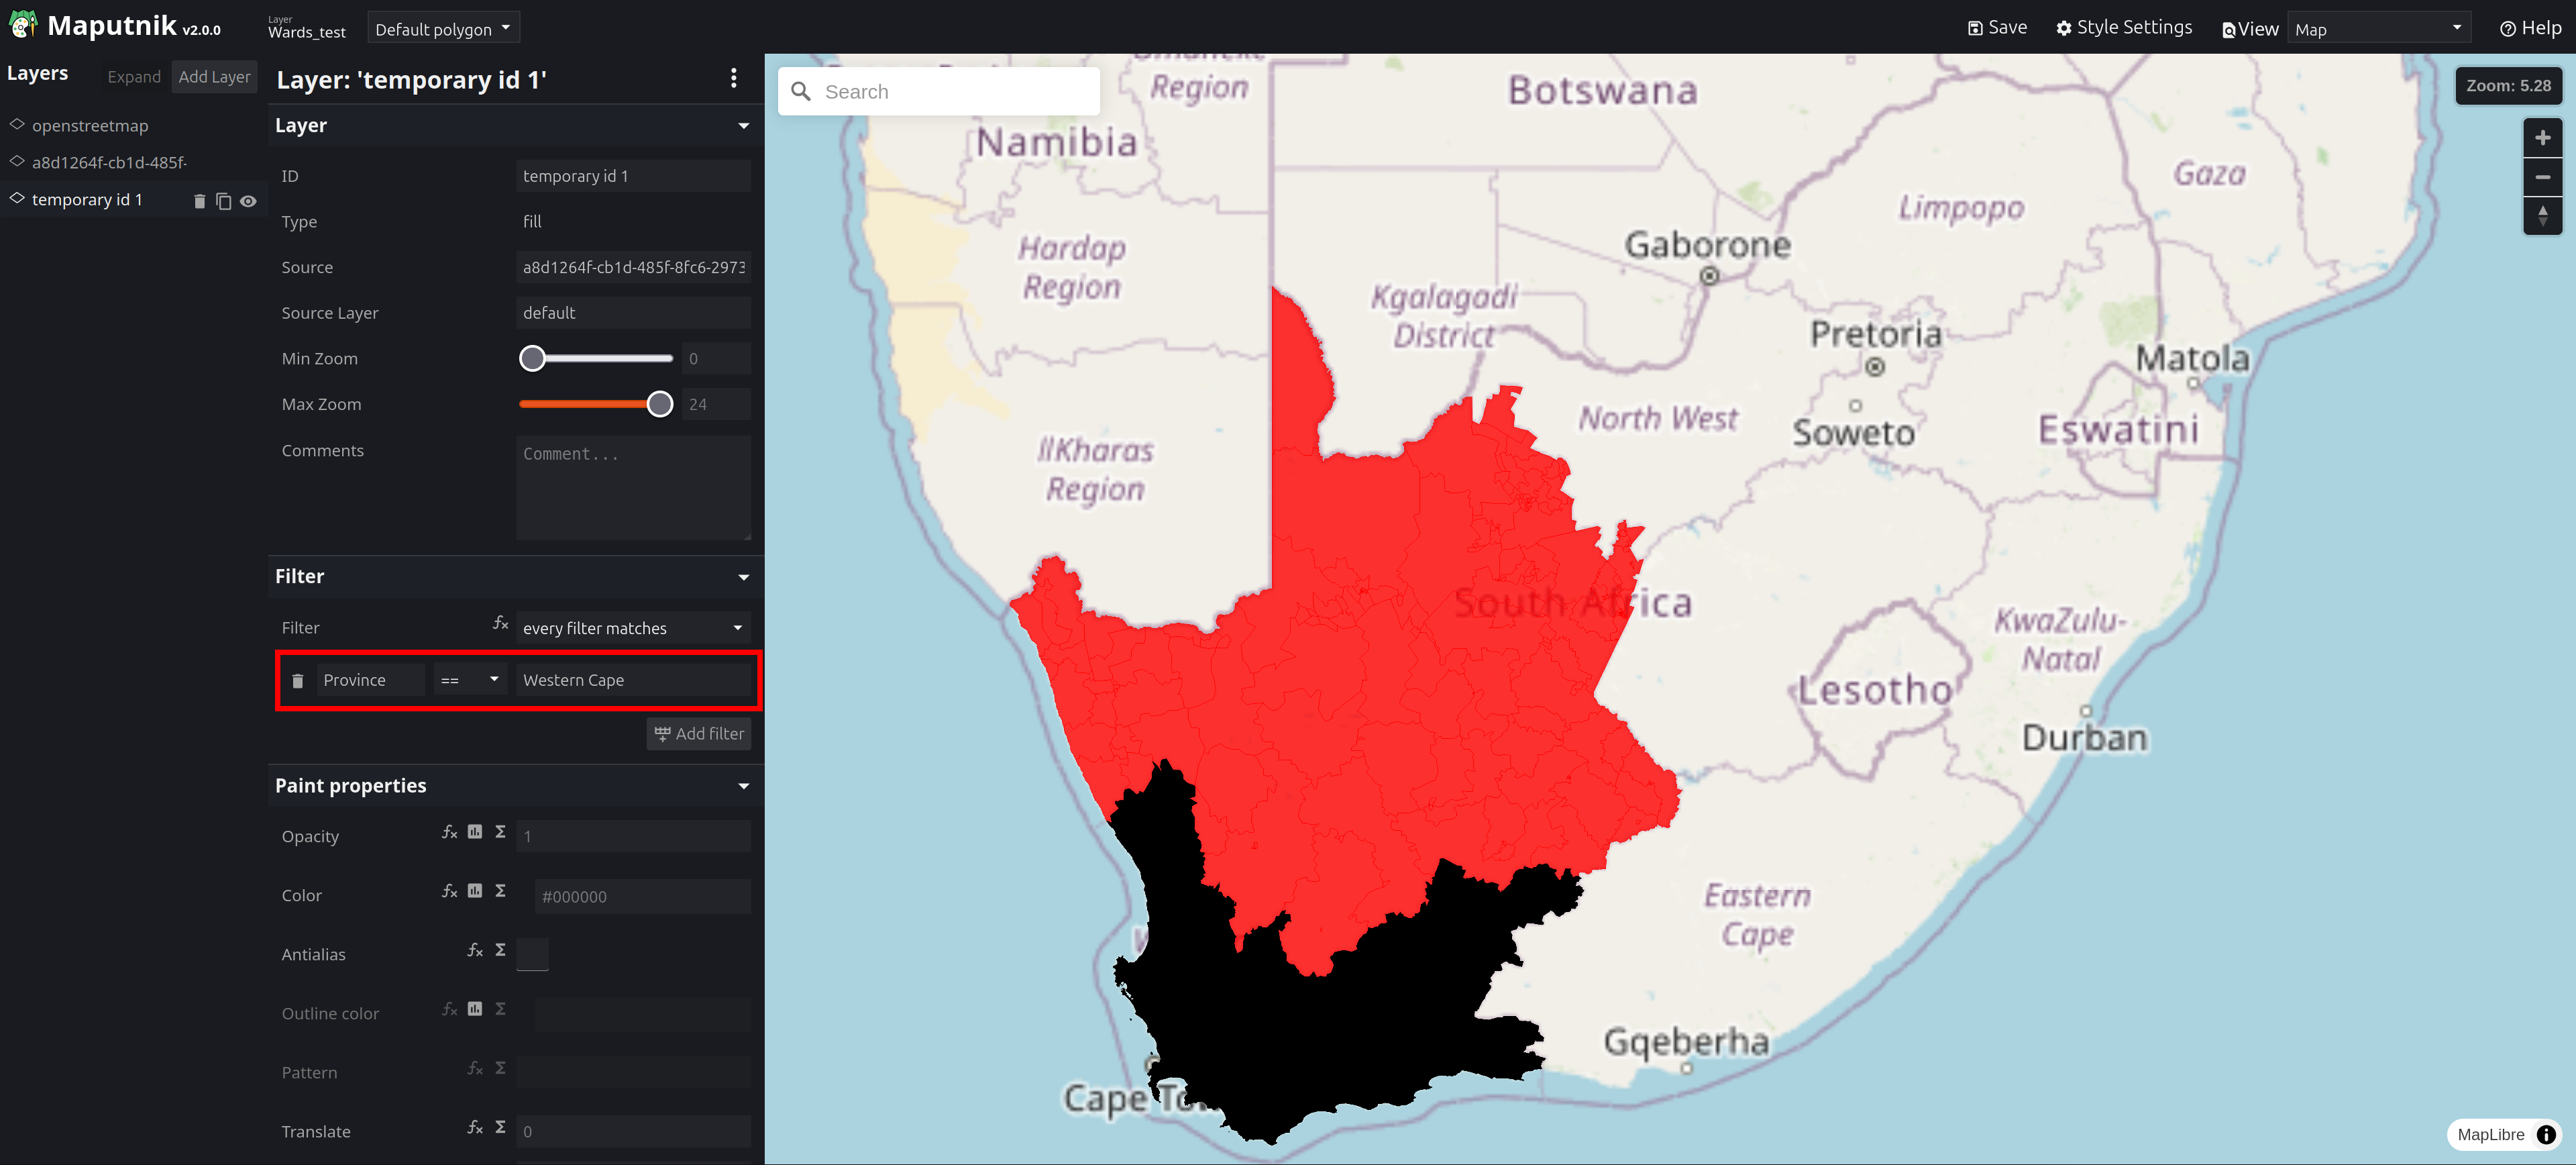 Maputnik v2.0.0
Layer
Wards_test
Default polygon
Save
Style Settings
View
Map
Help
Layers
Expand
Add Layer
openstreetmap
a8d1264f-cb1d-485f-
temporary id 1
Layer: 'temporary id 1'
Layer
ID
temporary id 1
Type
fill
Source
a8d1264f-cb1d-485f-8fc6-2973
Source Layer
default
Min Zoom
0
Max Zoom
24
Comments
Comment...
Filter
Filter
every filter matches
Province
==
Western Cape
Add filter
Paint properties
Opacity
1
Color
#000000
Antialias
Outline color
Pattern
Translate
0
Search
Zoom: 5.28
Region
Namibia
Botswana
Gaza
Limpopo
Hardap
Region
Gaborone
Kgalagadi
District
Pretoria
Matola
North West
Soweto
Eswatini
llKharas
Region
South Africa
KwaZulu-
Natal
Lesotho
Durban
Eastern
Cape
Gqeberha
Cape
MapLibre